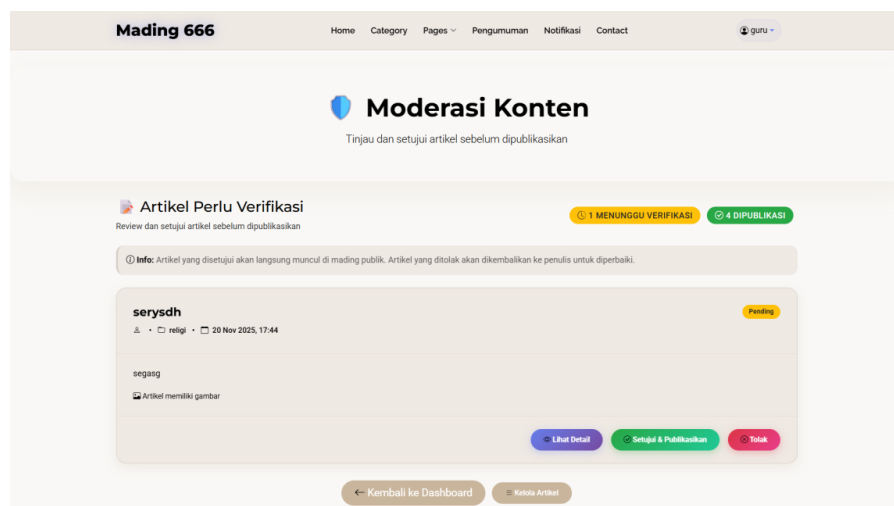 Mading 666
Home Category Pages Pengumuman Notifikasi Contact
guru
Moderasi Konten
Tinjau dan setujui artikel sebelum dipublikasikan
Artikel Perlu Verifikasi
Review dan setujui artikel sebelum dipublikasikan
1 MENUNGGU VERIFIKASI
4 DIPUBLIKASI
Info: Artikel yang disetujui akan langsung muncul di mading publik. Artikel yang ditolak akan dikembalikan ke penulis untuk diperbaiki.
serysdh
Pending
• religi • 20 Nov 2025, 17:44
segasg
Artikel memiliki gambar
Lihat Detail
Setujui & Publikasikan
Tolak
← Kembali ke Dashboard
Kelola Artikel